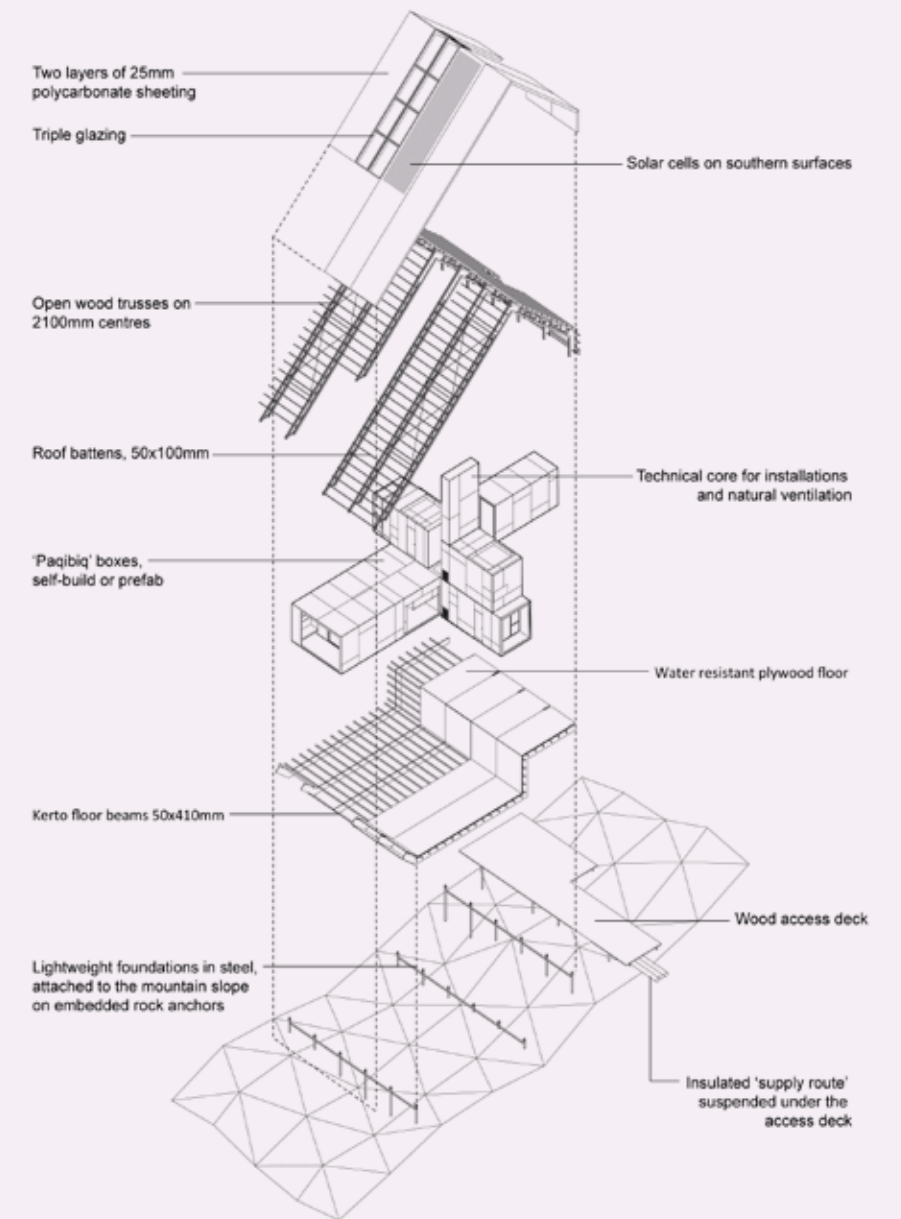 Two layers of 25mm
polycarbonate sheeting
Triple glazing
Solar cells on southern surfaces
Open wood trusses on
2100mm centres
Roof battens, 50x100mm
Technical core for installations
and natural ventilation
'Paqibiq' boxes,
self-build or prefab
Water resistant plywood floor
Kerto floor beams 50x410mm
Wood access deck
Lightweight foundations in steel,
attached to the mountain slope
on embedded rock anchors
Insulated 'supply route'
suspended under the
access deck